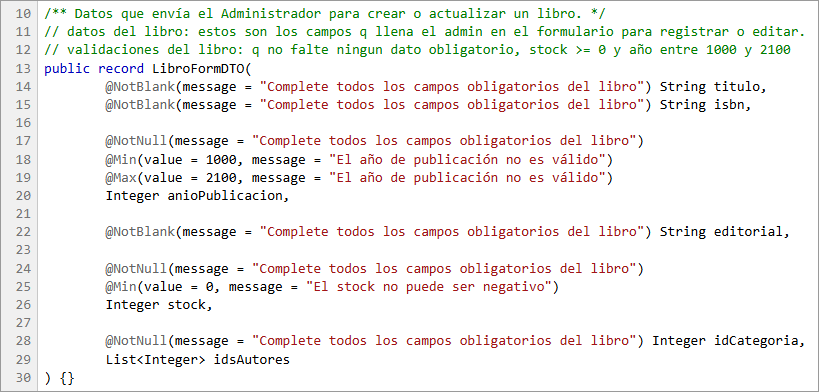 10 /** Datos que envía el Administrador para crear o actualizar un libro. */
11 // datos del libro: estos son los campos q llena el admin en el formulario para registrar o editar.
12 // validaciones del libro: q no falte ningun dato obligatorio, stock >= 0 y año entre 1000 y 2100
13 public record LibroFormDTO(
14         @NotBlank(message = "Complete todos los campos obligatorios del libro") String titulo,
15         @NotBlank(message = "Complete todos los campos obligatorios del libro") String isbn,
16
17         @NotNull(message = "Complete todos los campos obligatorios del libro")
18         @Min(value = 1000, message = "El año de publicación no es válido")
19         @Max(value = 2100, message = "El año de publicación no es válido")
20         Integer anioPublicacion,
21
22         @NotBlank(message = "Complete todos los campos obligatorios del libro") String editorial,
23
24         @NotNull(message = "Complete todos los campos obligatorios del libro")
25         @Min(value = 0, message = "El stock no puede ser negativo")
26         Integer stock,
27
28         @NotNull(message = "Complete todos los campos obligatorios del libro") Integer idCategoria,
29         List<Integer> idsAutores
30 ) {}